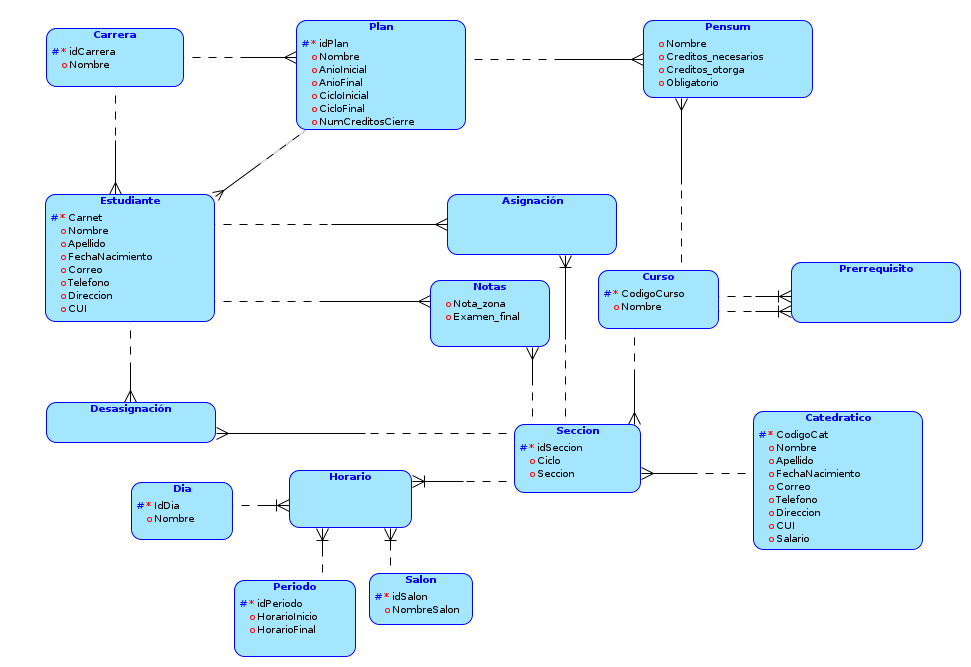 Carrera
#* idCarrera
o Nombre
Plan
#* idPlan
o Nombre
o AnioInicial
o AnioFinal
o CicloInicial
o CicloFinal
o NumCreditosCierre
Pensum
o Nombre
o Creditos_necesarios
o Creditos_otorga
o Obligatorio
Estudiante
#* Carnet
o Nombre
o Apellido
o FechaNacimiento
o Correo
o Telefono
o Direccion
o CUI
Asignación
Notas
o Nota_zona
o Examen_final
Curso
#* CodigoCurso
o Nombre
Prerrequisito
Desasignación
Seccion
#* idSeccion
o Ciclo
o Seccion
Catedratico
#* CodigoCat
o Nombre
o Apellido
o FechaNacimiento
o Correo
o Telefono
o Direccion
o CUI
o Salario
Dia
#* IdDia
o Nombre
Horario
Periodo
#* idPeriodo
o HorarioInicio
o HorarioFinal
Salon
#* idSalon
o NombreSalon